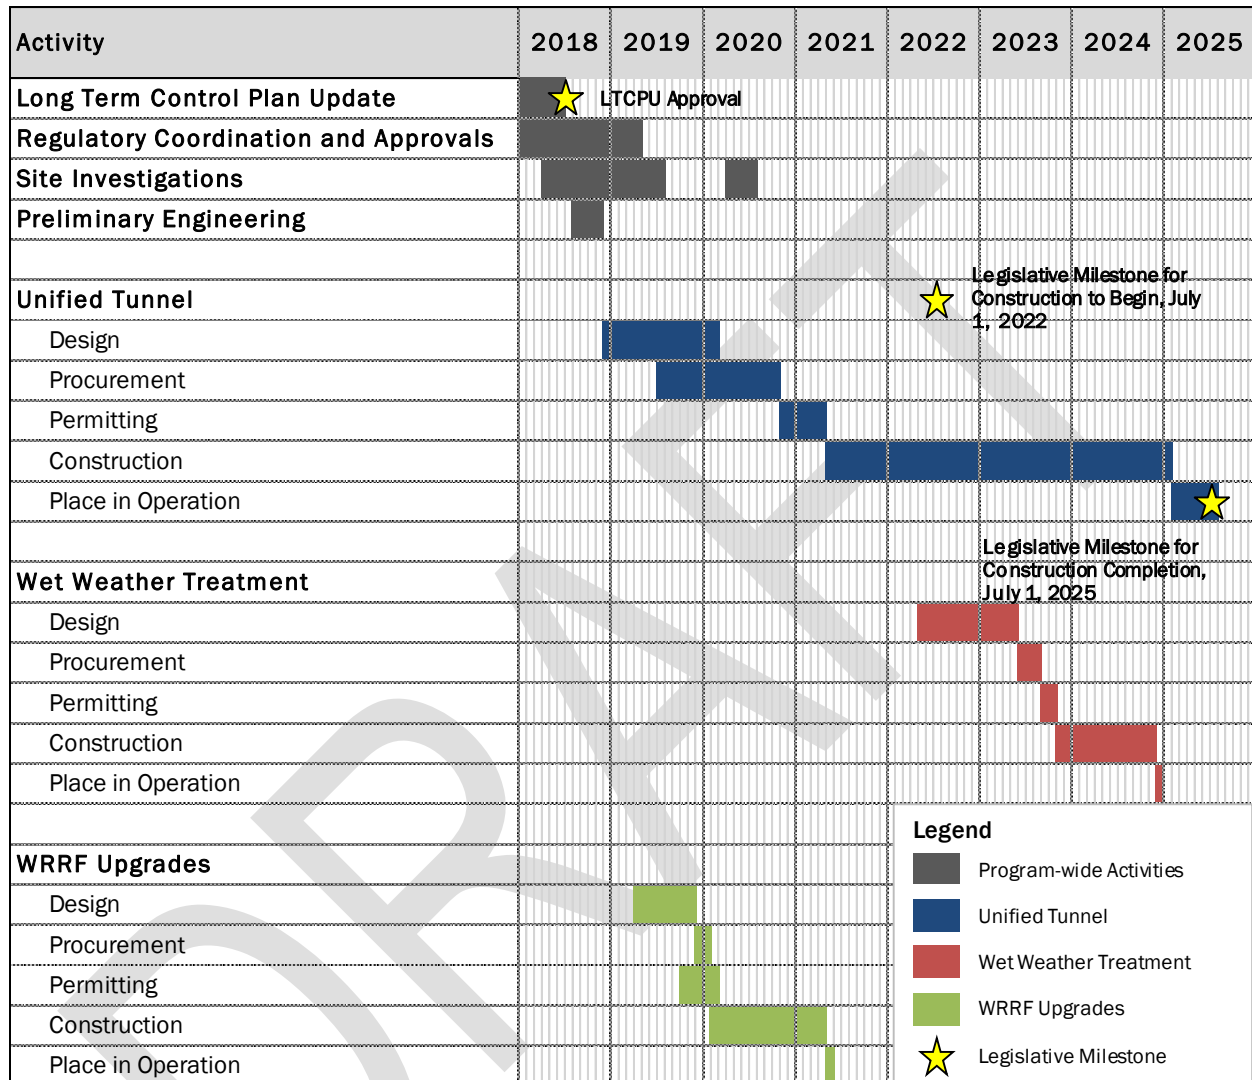 Activity 2018 2019 2020 2021 2022 2023 2024 2025
Long Term Control Plan Update LTCPU Approval
Regulatory Coordination and Approvals
Site Investigations
Preliminary Engineering
Unified Tunnel
Legislative Milestone for
Construction to Begin, July
1, 2022
Design
Procurement
Permitting
Construction
Place in Operation
Legislative Milestone for
Construction Completion,
July 1, 2025
Wet Weather Treatment
Design
Procurement
Permitting
Construction
Place in Operation
WRRF Upgrades
Design
Procurement
Permitting
Construction
Place in Operation
Legend
Program-wide Activities
Unified Tunnel
Wet Weather Treatment
WRRF Upgrades
Legislative Milestone
DRAFT